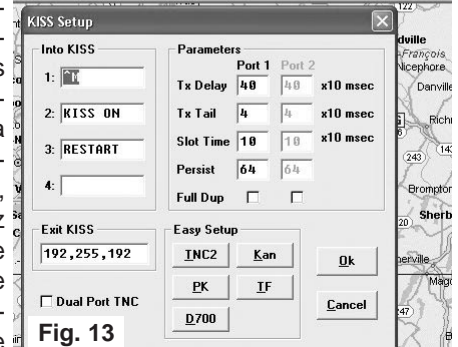 KISS Setup
Into KISS
1: ^M
2: KISS ON
3: RESTART
4:
Exit KISS
192,255,192
Dual Port TNC
Parameters
Port 1 Port 2
Tx Delay 40 40 x10 msec
Tx Tail 4 4 x10 msec
Slot Time 10 10 x10 msec
Persist 64 64
Full Dup
Easy Setup
TNC2 Kan
PK TF
D700
Ok
Cancel
Fig. 13
122
dville
François
Nicephore
Danville
Richm
243
143
Brompton
Sherb
Mago